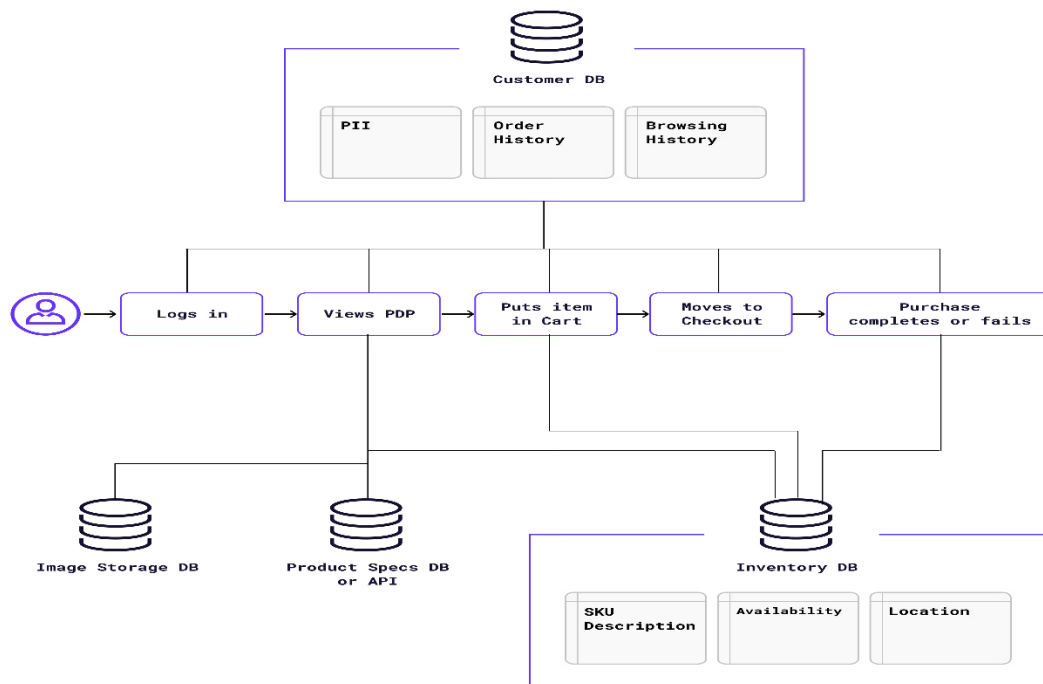 Customer DB
PII
Order
History
Browsing
History
Logs in
Views PDP
Puts item
in Cart
Moves to
Checkout
Purchase
completes or fails
Image Storage DB
Product Specs DB
or API
Inventory DB
SKU
Description
Availability
Location